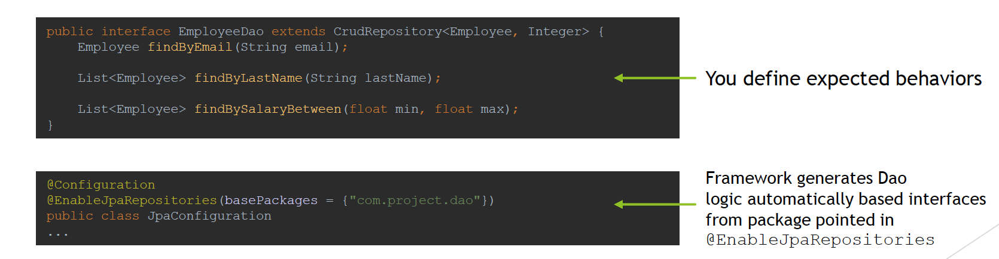 public interface EmployeeDao extends CrudRepository<Employee, Integer> {
    Employee findByEmail(String email);
    List<Employee> findByLastName(String lastName);
    List<Employee> findBySalaryBetween(float min, float max);
}
You define expected behaviors
@Configuration
@EnableJpaRepositories(basePackages = {"com.project.dao"})
public class JpaConfiguration
...
Framework generates Dao
logic automatically based interfaces
from package pointed in
@EnableJpaRepositories